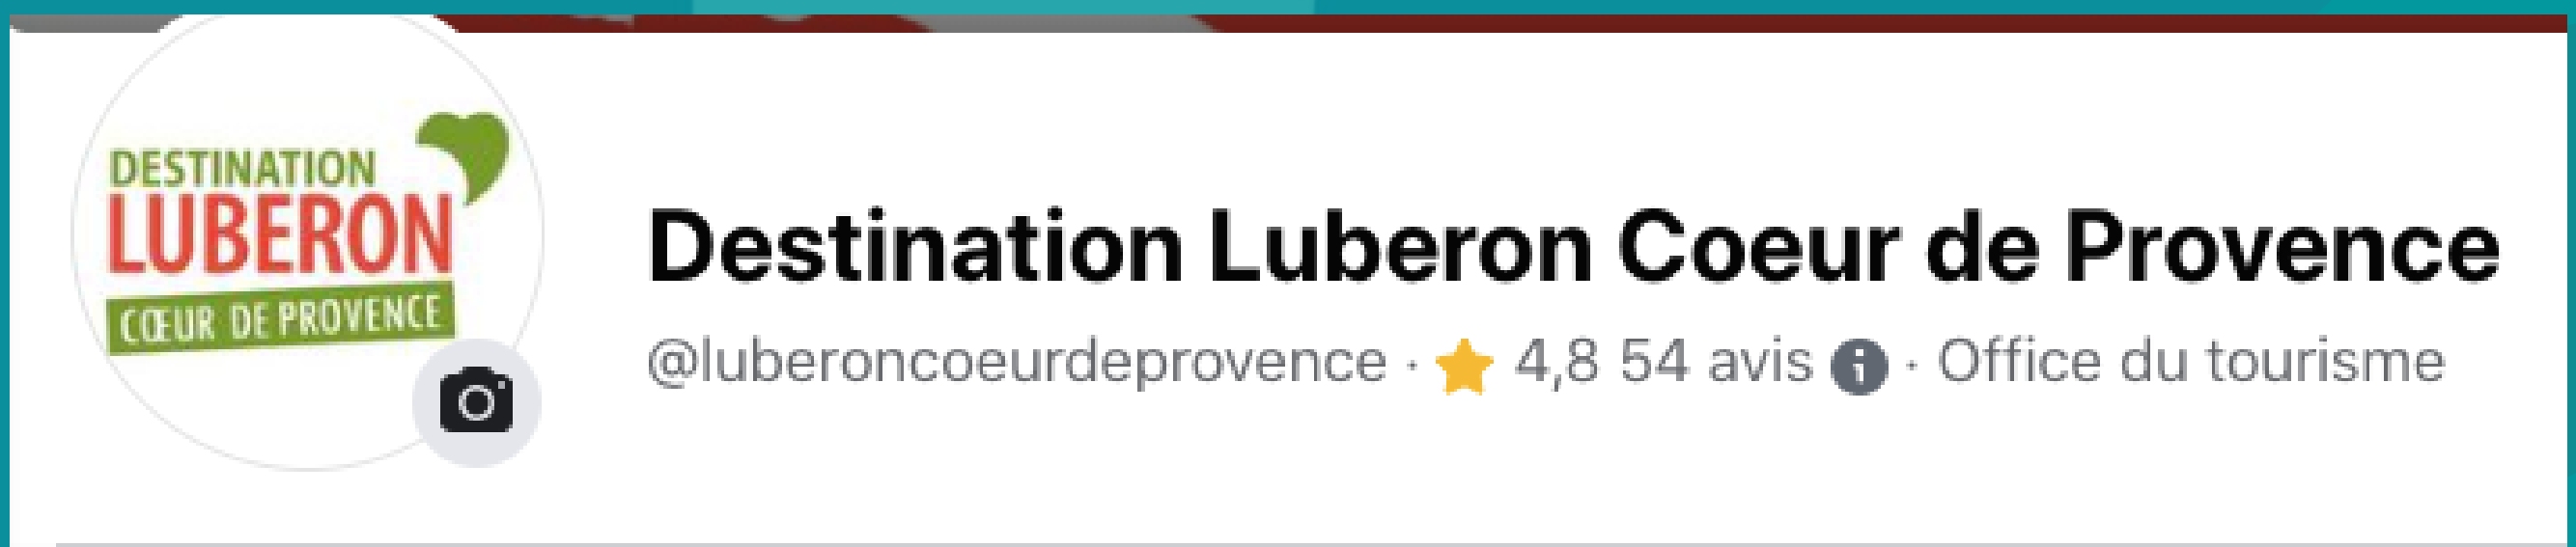 DESTINATION
LUBERON
CŒUR DE PROVENCE
Destination Luberon Coeur de Provence
@luberoncoeurdeprovence · 4,8 54 avis · Office du tourisme